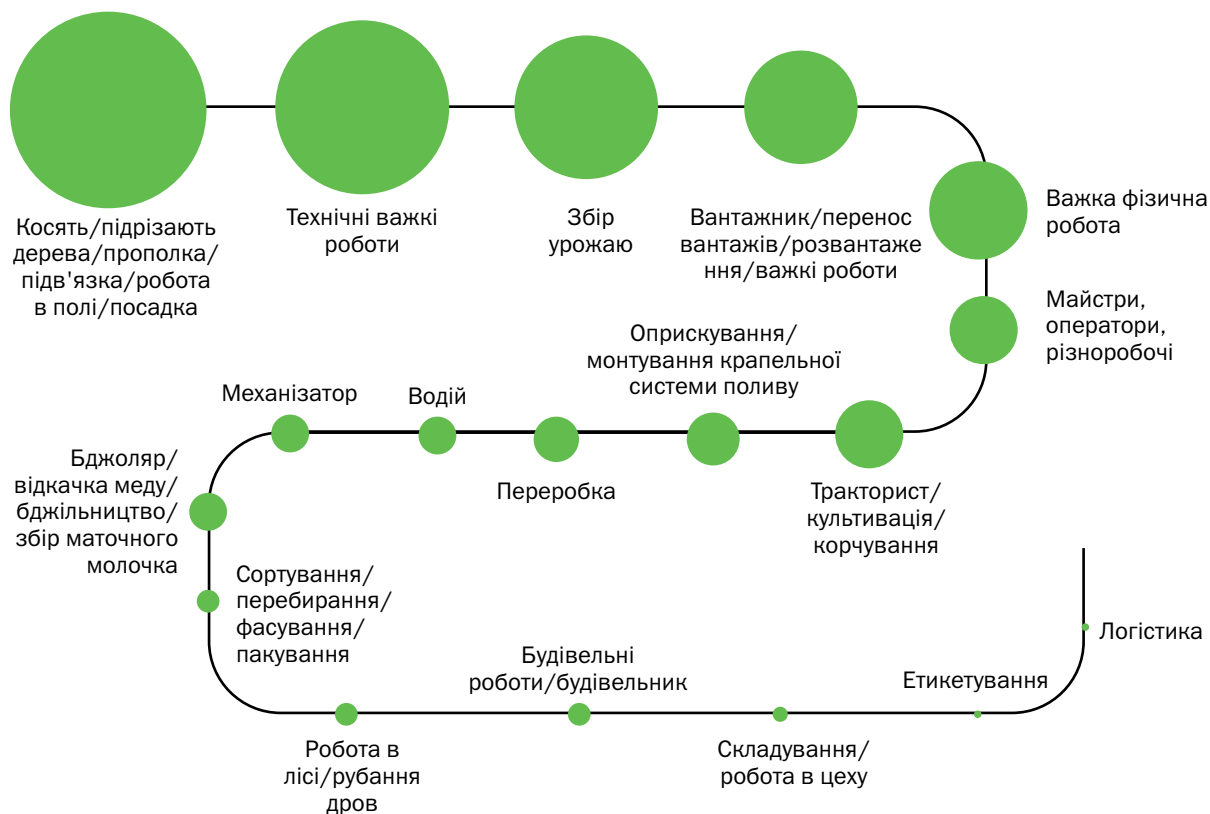 Косять/підрізають
дерева/прополка/
підв'язка/робота
в полі/посадка
Технічні важкі
роботи
Збір
урожаю
Вантажник/перенос
вантажів/розвантаже
ння/важкі роботи
Важка фізична
робота
Майстри,
оператори,
різноробочі
Тракторист/
культивація/
корчування
Оприскування/
монтування крапельної
системи поливу
Переробка
Водій
Механізатор
Бджоляр/
відкачка меду/
бджільництво/
збір маточного
молочка
Сортування/
перебирання/
фасування/
пакування
Робота в
лісі/рубання
дров
Будівельні
роботи/будівельник
Складування/
робота в цеху
Етикетування
Логістика